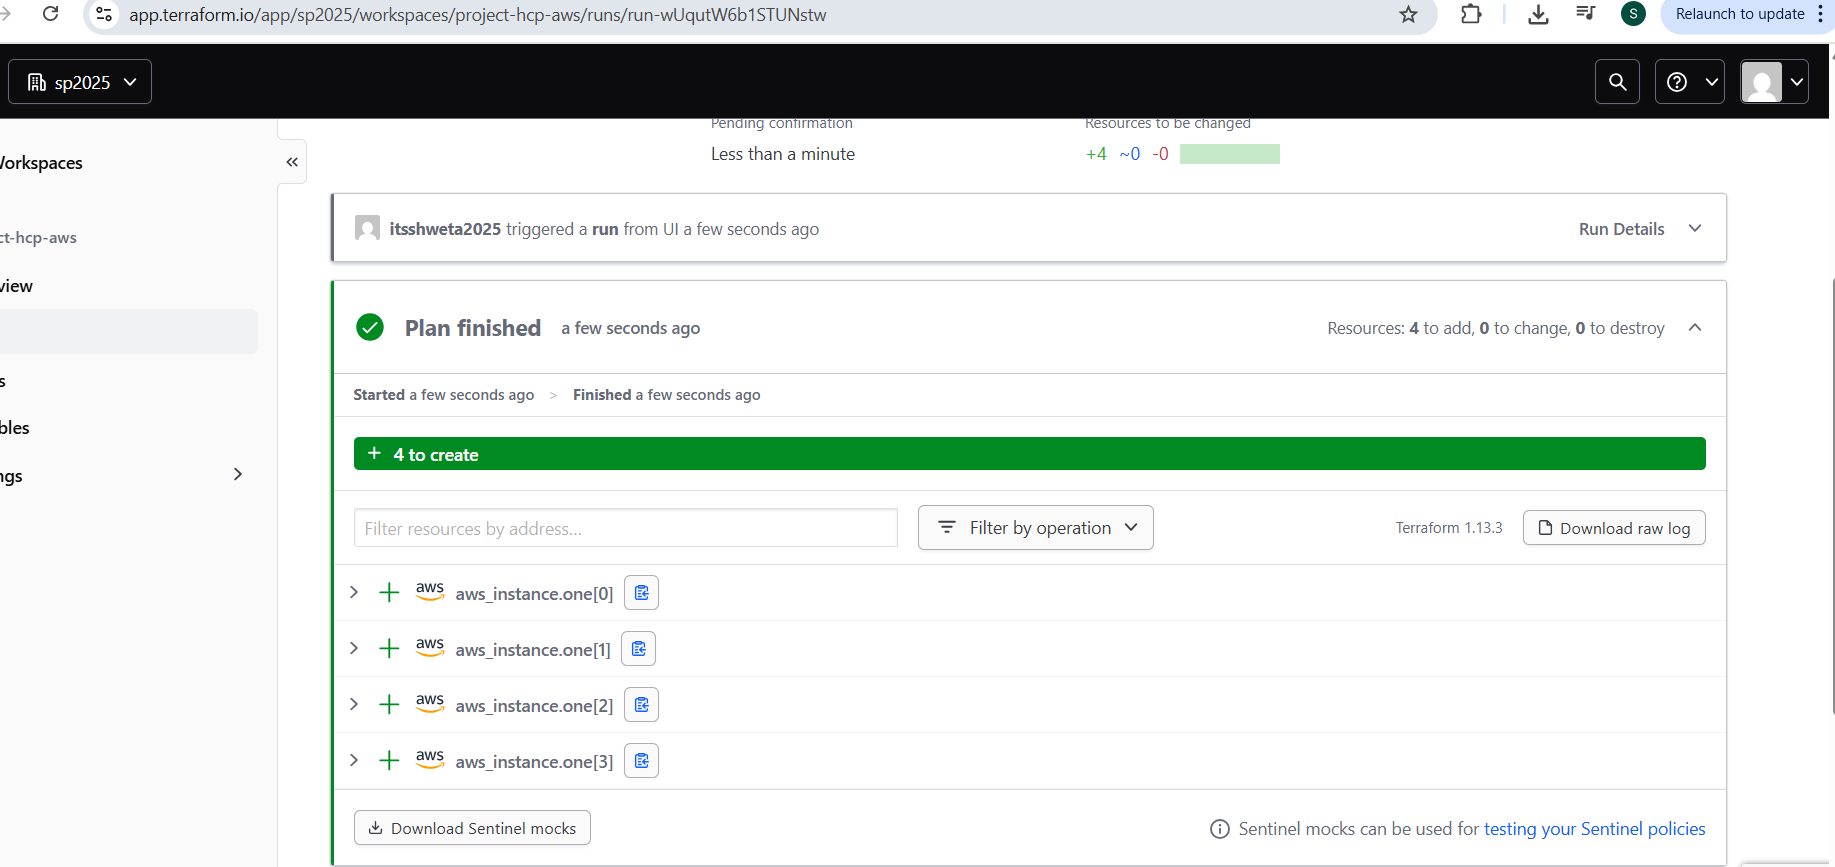 app.terraform.io/app/sp2025/workspaces/project-hcp-aws/runs/run-wUqutW6b1STUNstw
S
Relaunch to update
sp2025
Pending confirmation
Resources to be changed
Less than a minute
+4 ~0 -0
Workspaces
ct-hcp-aws
view
s
bles
ngs
itsshweta2025 triggered a run from UI a few seconds ago
Run Details
Plan finished a few seconds ago
Resources: 4 to add, 0 to change, 0 to destroy
Started a few seconds ago > Finished a few seconds ago
+ 4 to create
Filter resources by address...
Filter by operation
Terraform 1.13.3
Download raw log
aws aws_instance.one[0]
aws aws_instance.one[1]
aws aws_instance.one[2]
aws aws_instance.one[3]
Download Sentinel mocks
Sentinel mocks can be used for testing your Sentinel policies